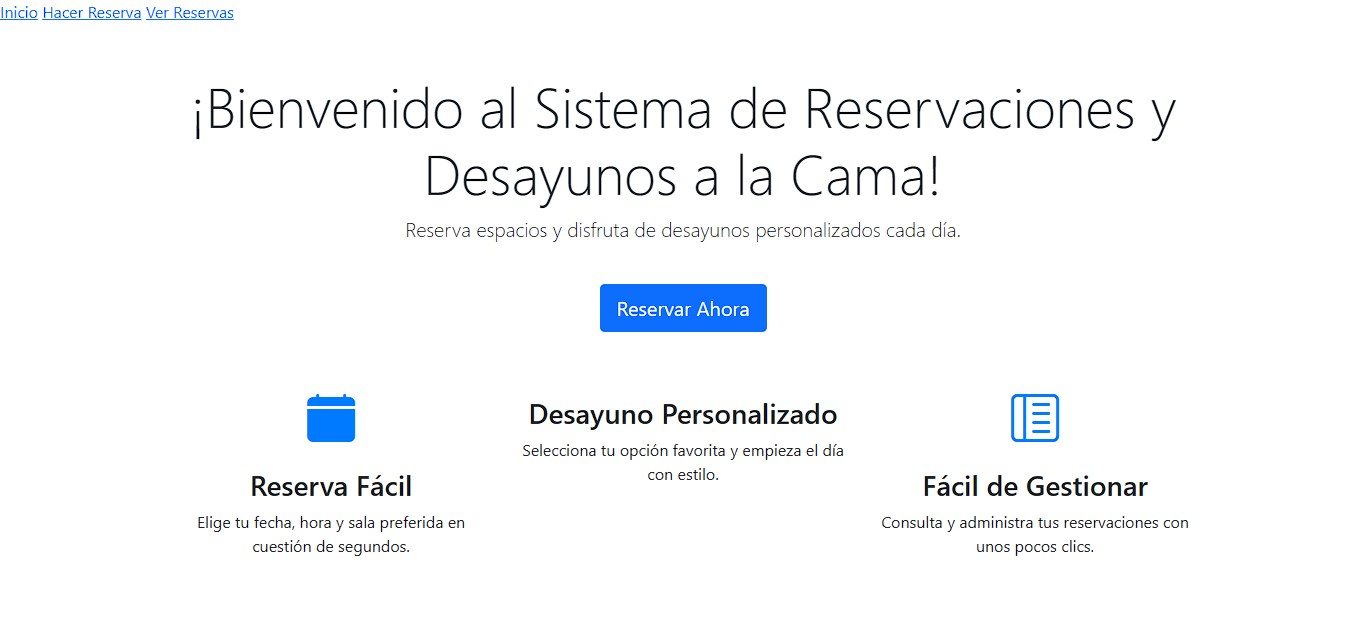 Inicio Hacer Reserva Ver Reservas
¡Bienvenido al Sistema de Reservaciones y
Desayunos a la Cama!
Reserva espacios y disfruta de desayunos personalizados cada día.
Reservar Ahora
Reserva Fácil
Elige tu fecha, hora y sala preferida en
cuestión de segundos.
Desayuno Personalizado
Selecciona tu opción favorita y empieza el día
con estilo.
Fácil de Gestionar
Consulta y administra tus reservaciones con
unos pocos clics.